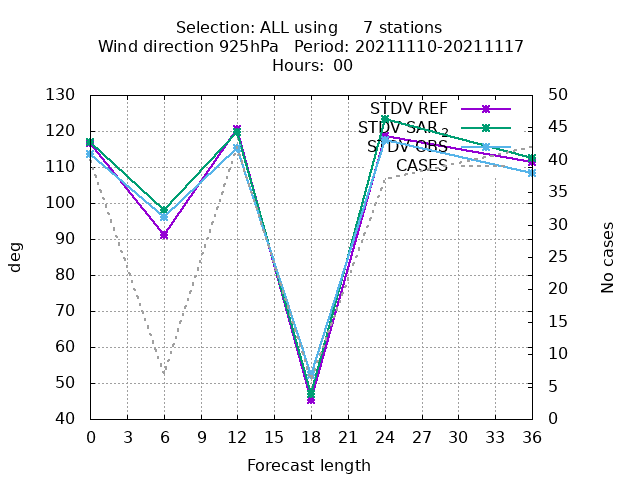 Selection: ALL using     7 stations
Wind direction 925hPa   Period: 20211110-20211117
Hours:  00
STDV REF
STDV SAR 2
STDV OBS
CASES
130
120
110
100
90
80
70
60
50
40
50
45
40
35
30
25
20
15
10
5
0
deg
No cases
0 3 6 9 12 15 18 21 24 27 30 33 36
Forecast length